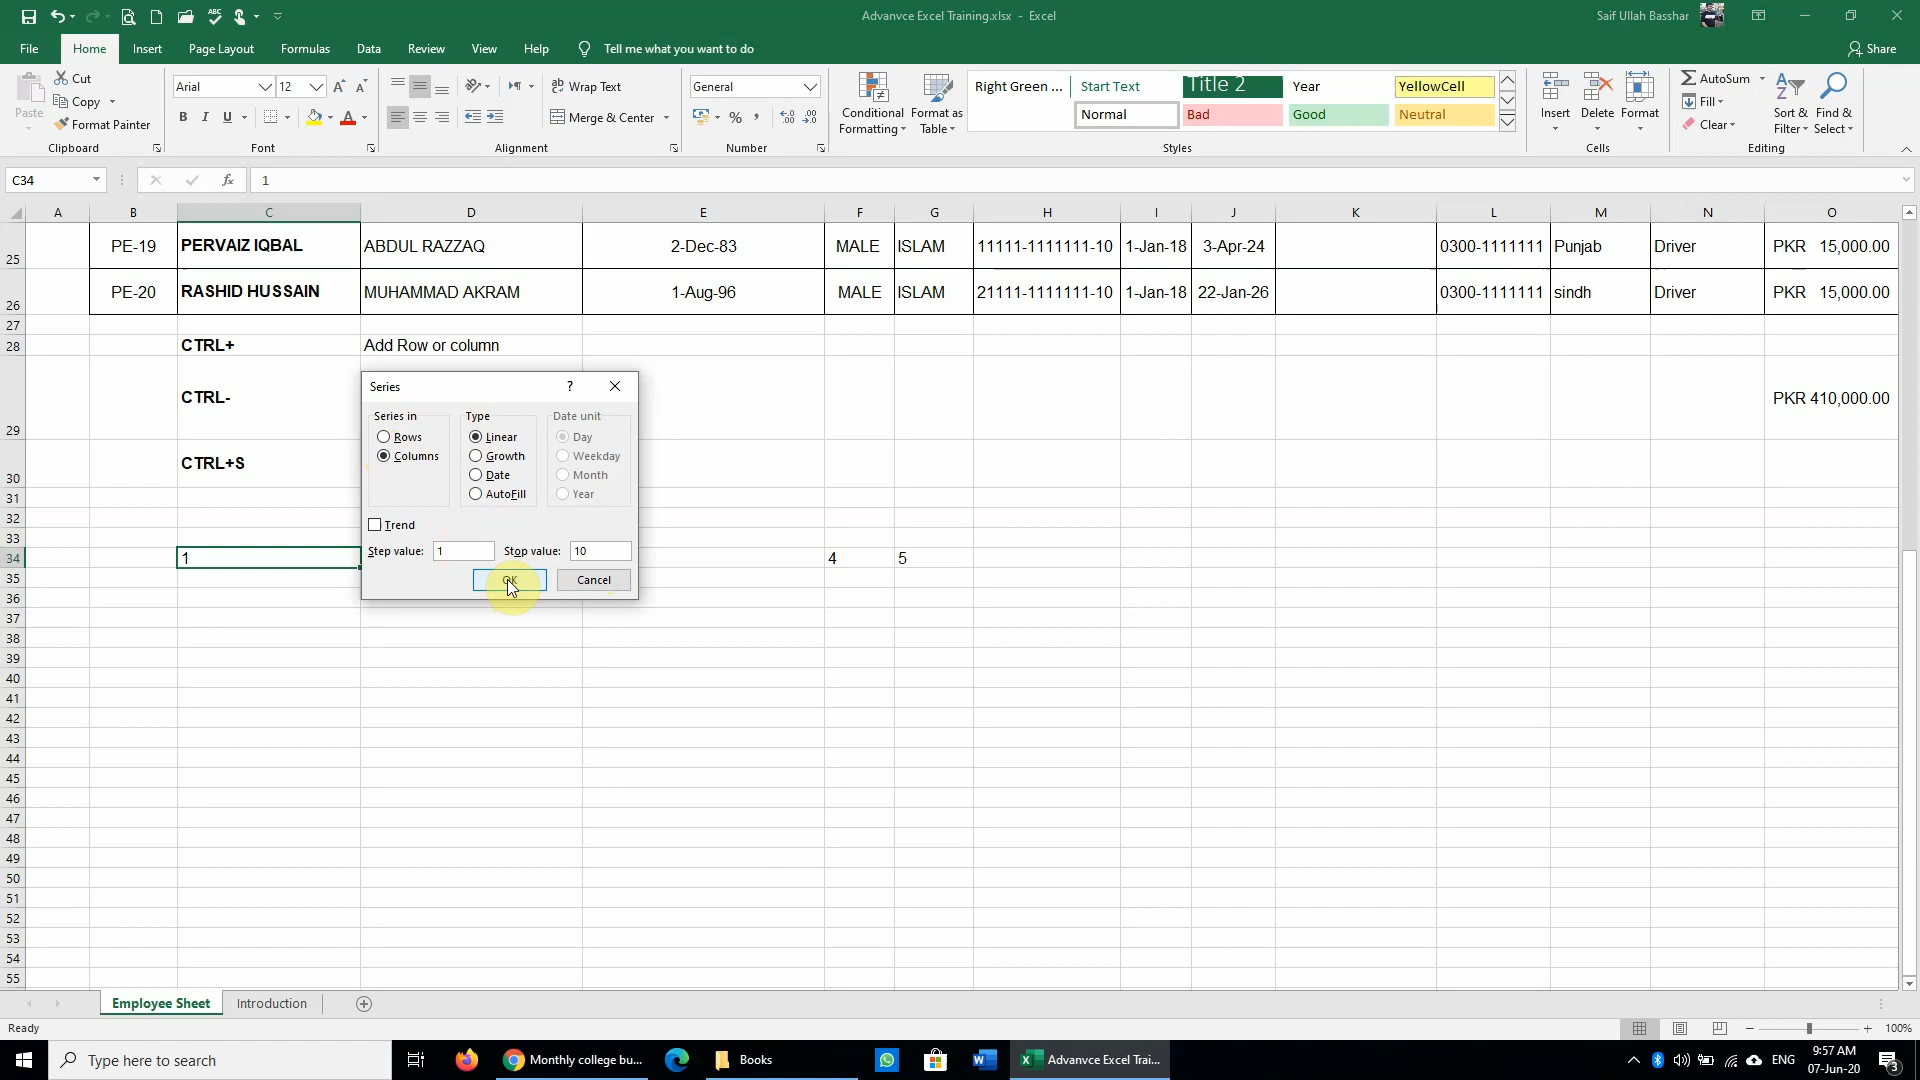 Advanvce Excel Training.xlsx - Excel
Saif Ullah Basshar
File Home Insert Page Layout Formulas Data Review View Help Tell me what you want to do Share
Paste Cut Copy Format Painter Clipboard
Arial 12 B I U Font
Wrap Text Merge & Center Alignment
General % Number
Conditional Formatting Format as Table
Right Green ... Start Text Title 2 Year YellowCell
Normal Bad Good Neutral
Styles
Insert Delete Format Cells
AutoSum Fill Clear Sort & Filter Find & Select Editing
C34 fx 1
A B C D E F G H I J K L M N O
25 PE-19 PERVAIZ IQBAL ABDUL RAZZAQ 2-Dec-83 MALE ISLAM 11111-1111111-10 1-Jan-18 3-Apr-24 0300-1111111 Punjab Driver PKR 15,000.00
26 PE-20 RASHID HUSSAIN MUHAMMAD AKRAM 1-Aug-96 MALE ISLAM 21111-1111111-10 1-Jan-18 22-Jan-26 0300-1111111 sindh Driver PKR 15,000.00
27
28 CTRL+ Add Row or column
29 CTRL- PKR 410,000.00
30 CTRL+S
31
32
33
34 1 4 5
35
36
37
38
39
40
41
42
43
44
45
46
47
48
49
50
51
52
53
54
55
Series ?
Series in Type Date unit
Rows Linear Day
Columns Growth Weekday
Date Month
AutoFill Year
Trend
Step value: 1 Stop value: 10
OK Cancel
Employee Sheet Introduction
Ready 100%
Type here to search Monthly college bu... Books Advanvce Excel Trai... ENG 9:57 AM
07-Jun-20 3